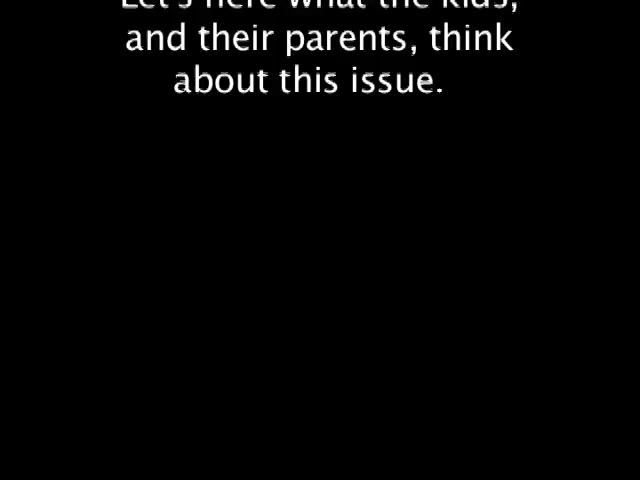 Let's here what the kids,
and their parents, think
about this issue.